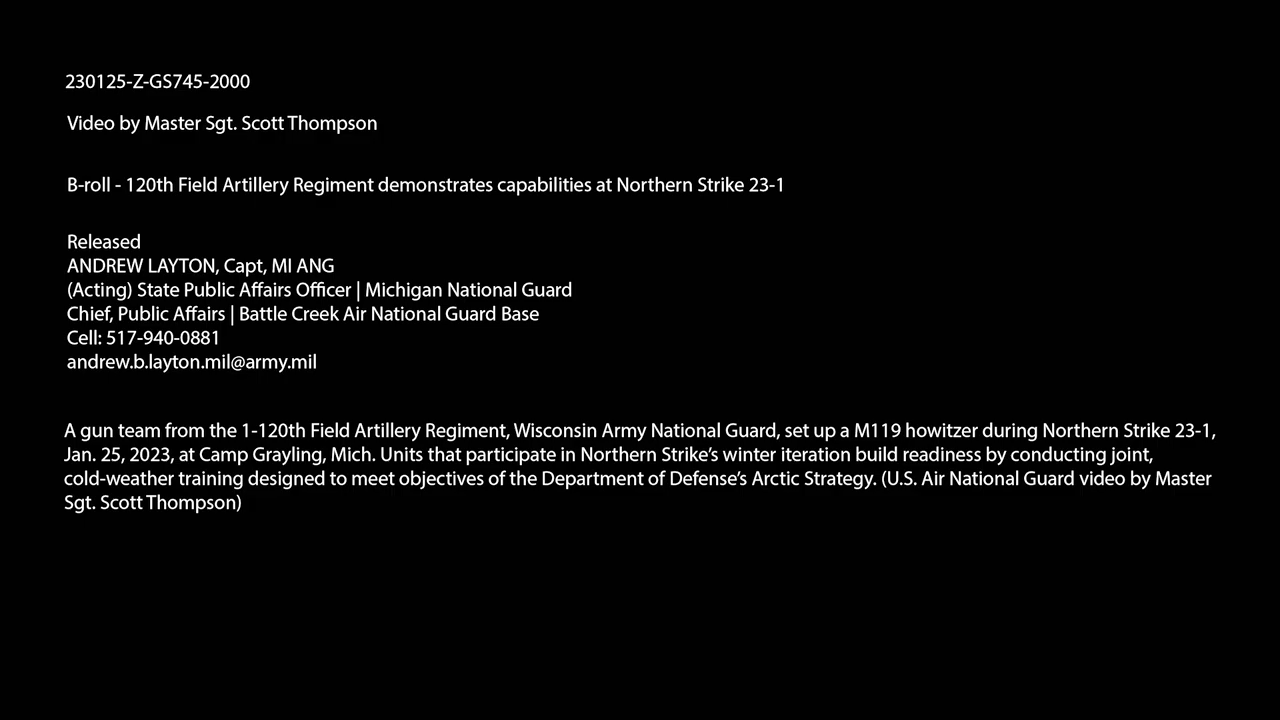 230125-Z-GS745-2000
Video by Master Sgt. Scott Thompson
B-roll - 120th Field Artillery Regiment demonstrates capabilities at Northern Strike 23-1
Released
ANDREW LAYTON, Capt, MI ANG
(Acting) State Public Affairs Officer | Michigan National Guard
Chief, Public Affairs | Battle Creek Air National Guard Base
Cell: 517-940-0881
andrew.b.layton.mil@army.mil
A gun team from the 1-120th Field Artillery Regiment, Wisconsin Army National Guard, set up a M119 howitzer during Northern Strike 23-1,
Jan. 25, 2023, at Camp Grayling, Mich. Units that participate in Northern Strike’s winter iteration build readiness by conducting joint,
cold-weather training designed to meet objectives of the Department of Defense’s Arctic Strategy. (U.S. Air National Guard video by Master
Sgt. Scott Thompson)